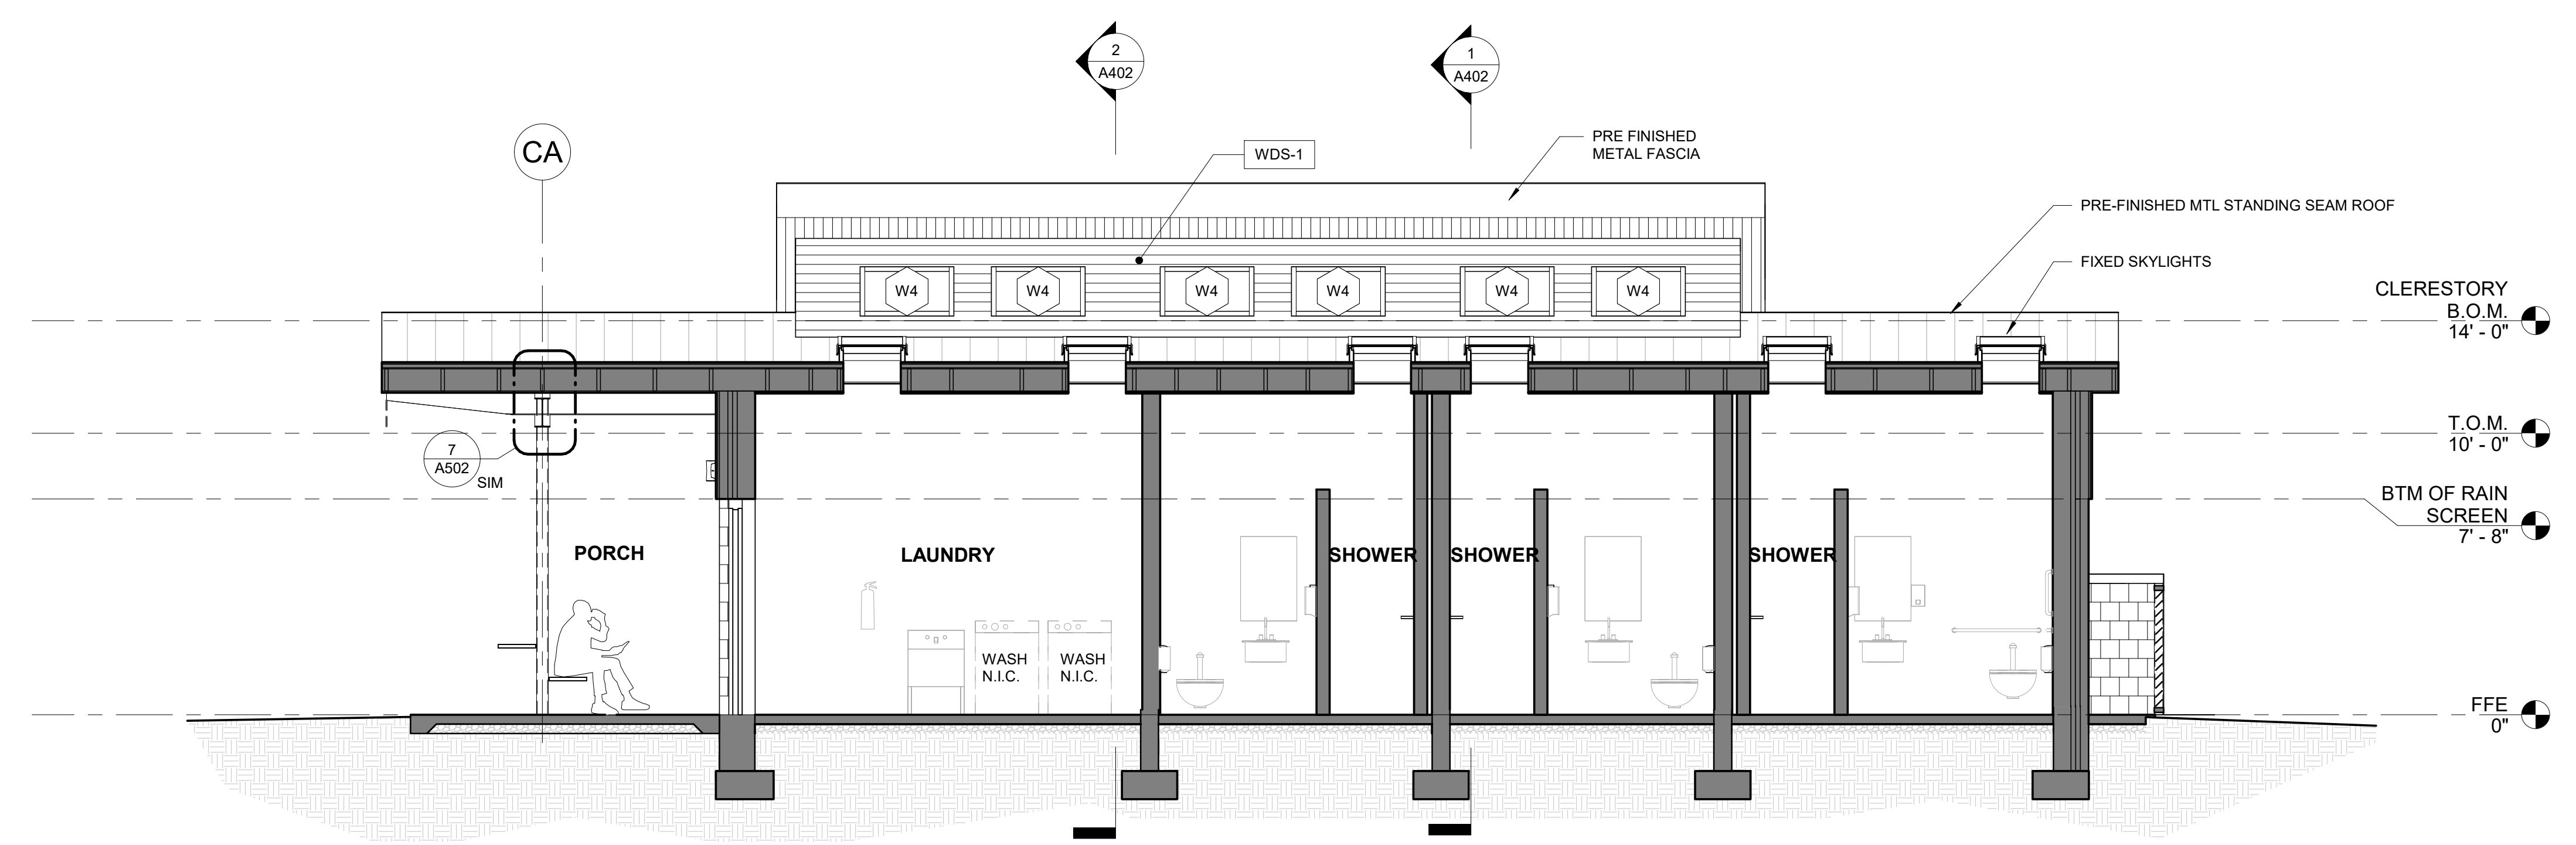 2
A402
1
A402
CA
WDS-1
PRE FINISHED
METAL FASCIA
PRE-FINISHED MTL STANDING SEAM ROOF
FIXED SKYLIGHTS
W4
W4
W4
W4
W4
W4
CLERESTORY
B.O.M.
14' - 0"
T.O.M.
10' - 0"
7
A502
SIM
BTM OF RAIN
SCREEN
7' - 8"
PORCH
LAUNDRY
SHOWER
SHOWER
SHOWER
WASH
N.I.C.
WASH
N.I.C.
FFE
0"